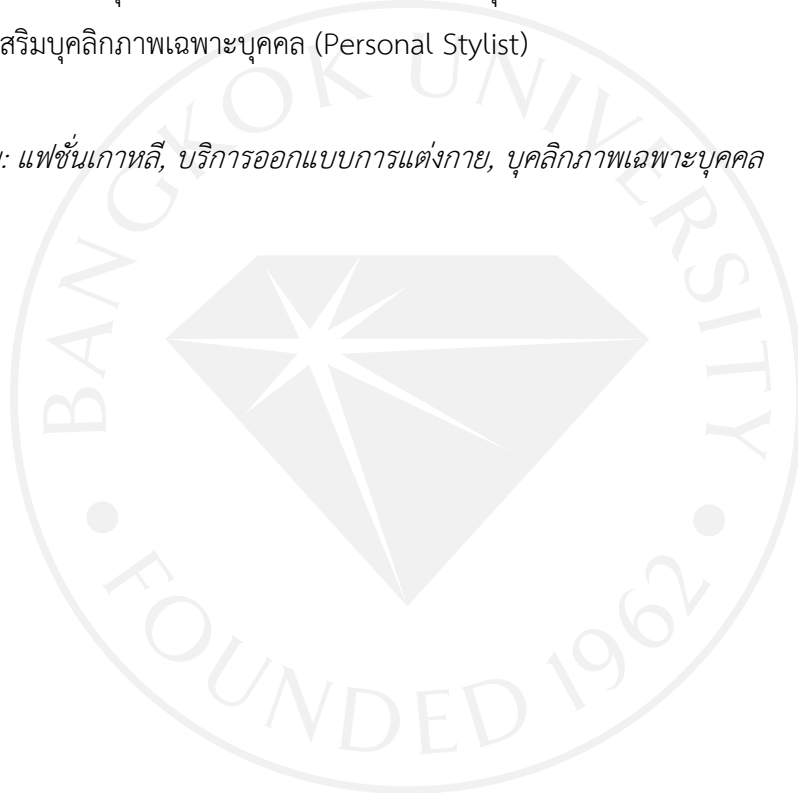 สริมบุคลิกภาพเฉพาะบุคคล (Personal Stylist)
: แฟชั่นเกาหลี, บริการออกแบบการแต่งกาย, บุคลิกภาพเฉพาะบุคคล
BANGKOK UNIVERSITY
FOUNDED 1962